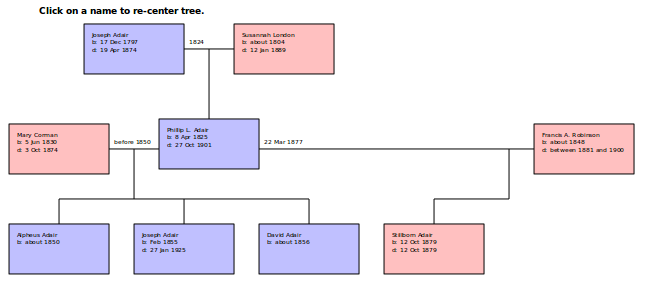 Click on a name to re-center tree.
Joseph Adair
b: 17 Dec 1797
d: 19 Apr 1874
1824
Susannah London
b: about 1804
d: 12 Jan 1889
Mary Corman
b: 5 Jun 1830
d: 3 Oct 1874
before 1850
Phillip L. Adair
b: 8 Apr 1825
d: 27 Oct 1901
22 Mar 1877
Francis A. Robinson
b: about 1848
d: between 1881 and 1900
Alpheus Adair
b: about 1850
Joseph Adair
b: Feb 1855
d: 27 Jan 1925
David Adair
b: about 1856
Stillborn Adair
b: 12 Oct 1879
d: 12 Oct 1879